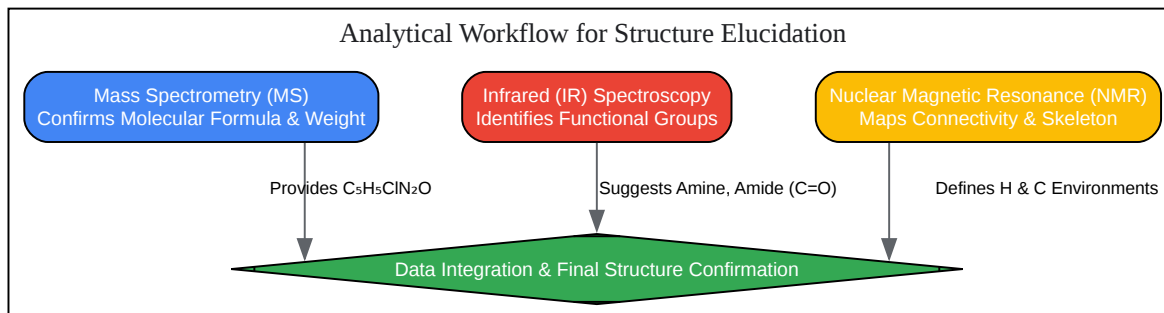 Analytical Workflow for Structure Elucidation
Mass Spectrometry (MS)
Confirms Molecular Formula & Weight
Infrared (IR) Spectroscopy
Identifies Functional Groups
Nuclear Magnetic Resonance (NMR)
Maps Connectivity & Skeleton
Provides C₅H₅ClN₂O
Suggests Amine, Amide (C=O)
Defines H & C Environments
Data Integration & Final Structure Confirmation